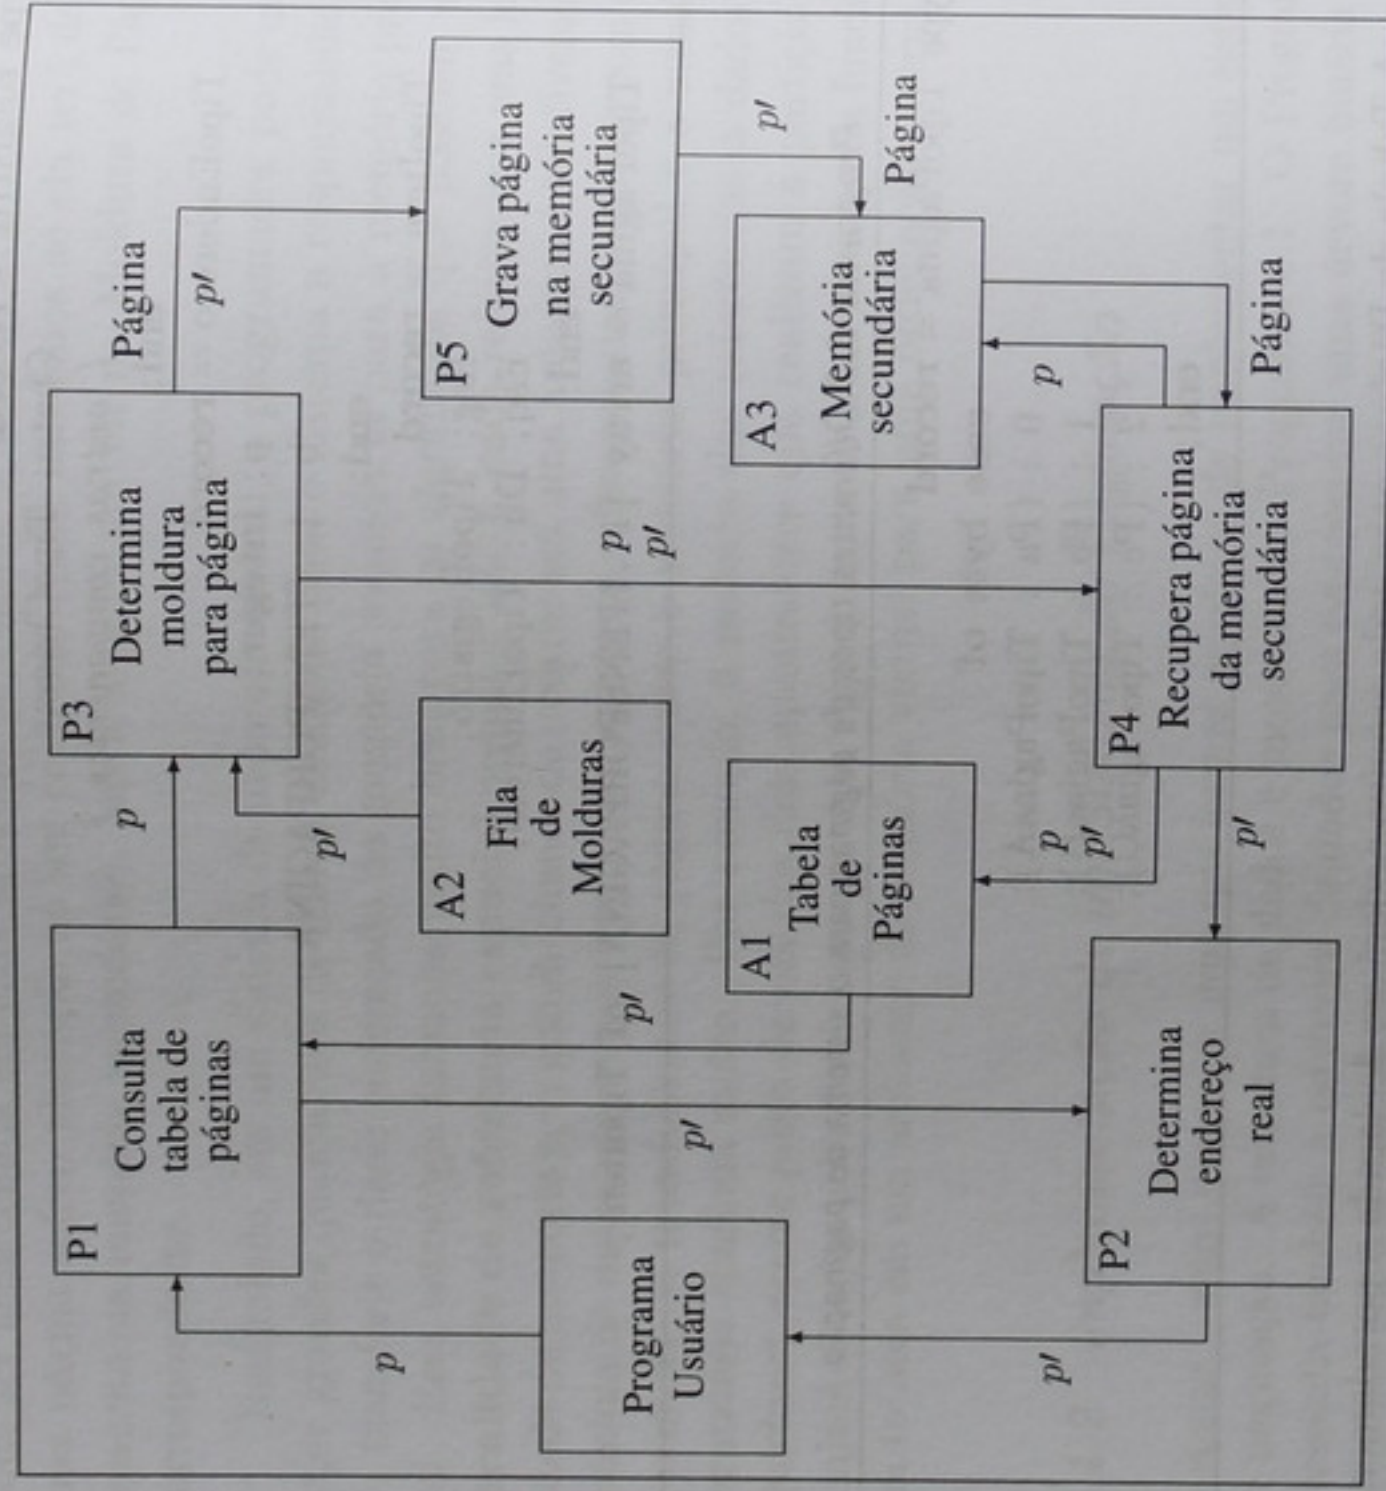 P1
Consulta
tabela de
páginas
p
P3
Determina
moldura
para página
Página
p′
p
p′
A2
Fila
de
Molduras
p′
P5
Grava página
na memória
secundária
Programa
Usuário
p′
p′
A1
Tabela
de
Páginas
p
p′
A3
Memória
secundária
p′
Página
p
p′
P2
Determina
endereço
real
p′
P4
Recupera página
da memória
secundária
p
Página